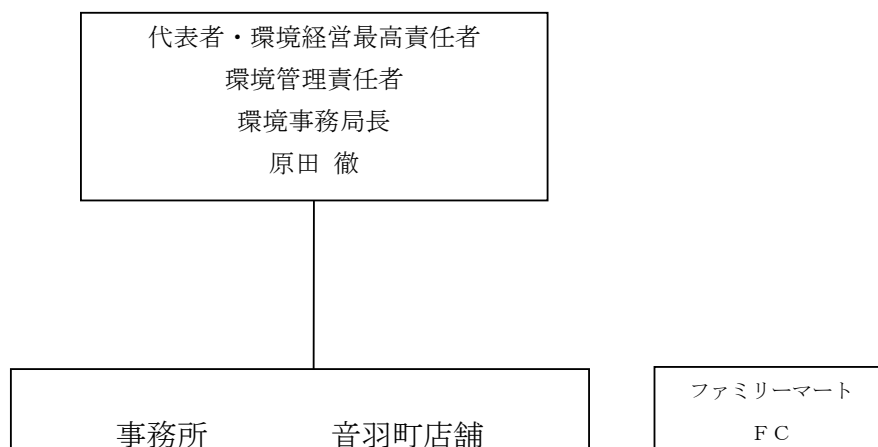 代表者・環境経営最高責任者
環境管理責任者
環境事務局長
原田 徹
事務所 音羽町店舗
ファミリーマート
ＦＣ